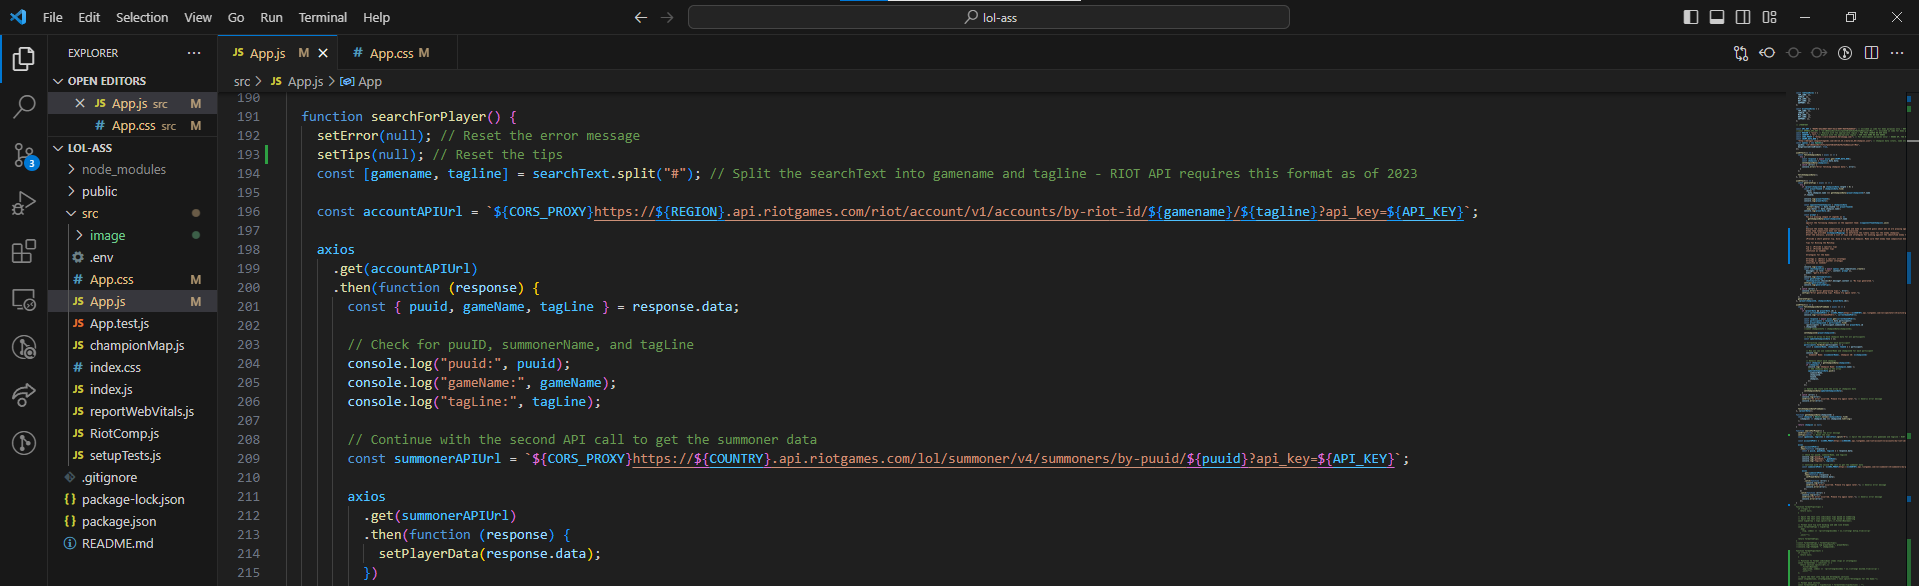 File Edit Selection View Go Run Terminal Help
lol-ass
EXPLORER
App.js M
# App.css M
OPEN EDITORS
src > JS App.js > App
JS App.js src M
# App.css src M
LOL-ASS
node_modules
public
src
image
.env
# App.css M
JS App.js M
JS App.test.js
JS championMap.js
# index.css
JS index.js
JS reportWebVitals.js
JS RiotComp.js
JS setupTests.js
.gitignore
{} package-lock.json
{} package.json
README.md
3
190
191 function searchForPlayer() {
192 setError(null); // Reset the error message
193 setTips(null); // Reset the tips
194 const [gamename, tagline] = searchText.split("#"); // Split the searchText into gamename and tagline - RIOT API requires this format as of 2023
195
196 const accountAPIUrl = `${CORS_PROXY}https://${REGION}.api.riotgames.com/riot/account/v1/accounts/by-riot-id/${gamename}/${tagline}?api_key=${API_KEY}`;
197
198 axios
199 .get(accountAPIUrl)
200 .then(function (response) {
201 const { puuid, gameName, tagLine } = response.data;
202
203 // Check for puuID, summonerName, and tagLine
204 console.log("puuid:", puuid);
205 console.log("gameName:", gameName);
206 console.log("tagLine:", tagLine);
207
208 // Continue with the second API call to get the summoner data
209 const summonerAPIUrl = `${CORS_PROXY}https://${COUNTRY}.api.riotgames.com/lol/summoner/v4/summoners/by-puuid/${puuid}?api_key=${API_KEY}`;
210
211 axios
212 .get(summonerAPIUrl)
213 .then(function (response) {
214 setPlayerData(response.data);
215 })